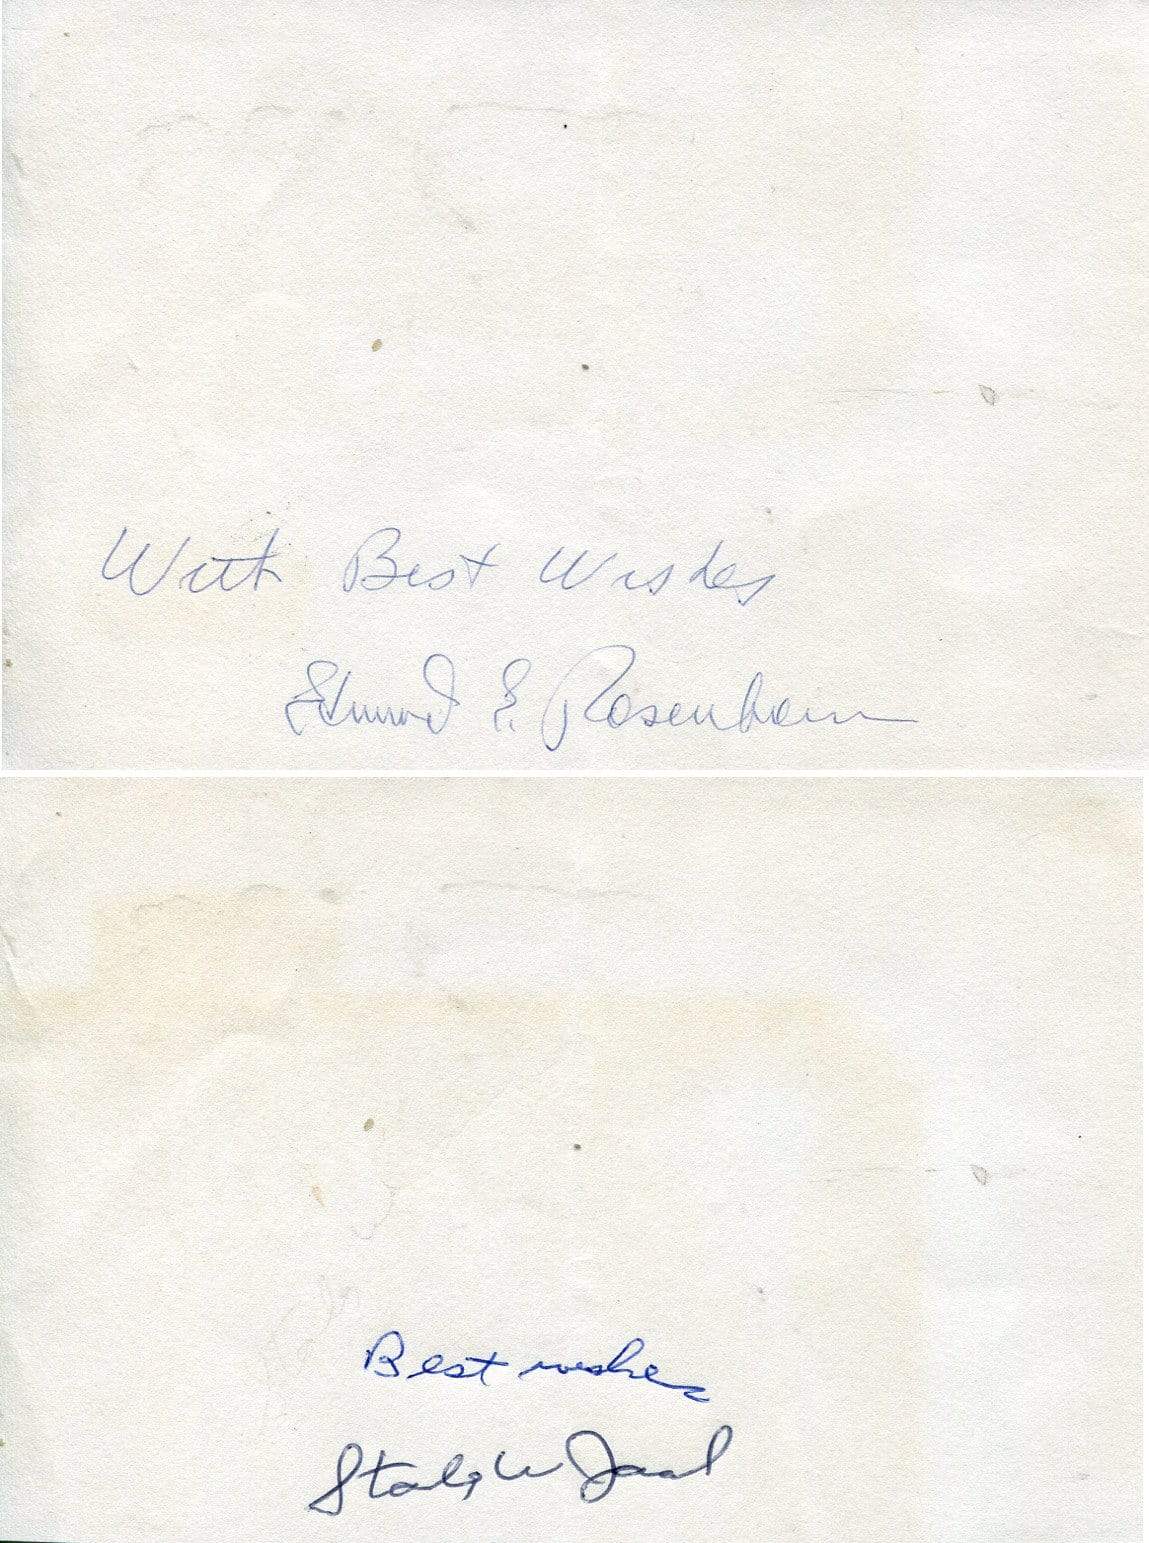 With Best Wishes
Edmund E. Rosenbaum
Best wishes
W